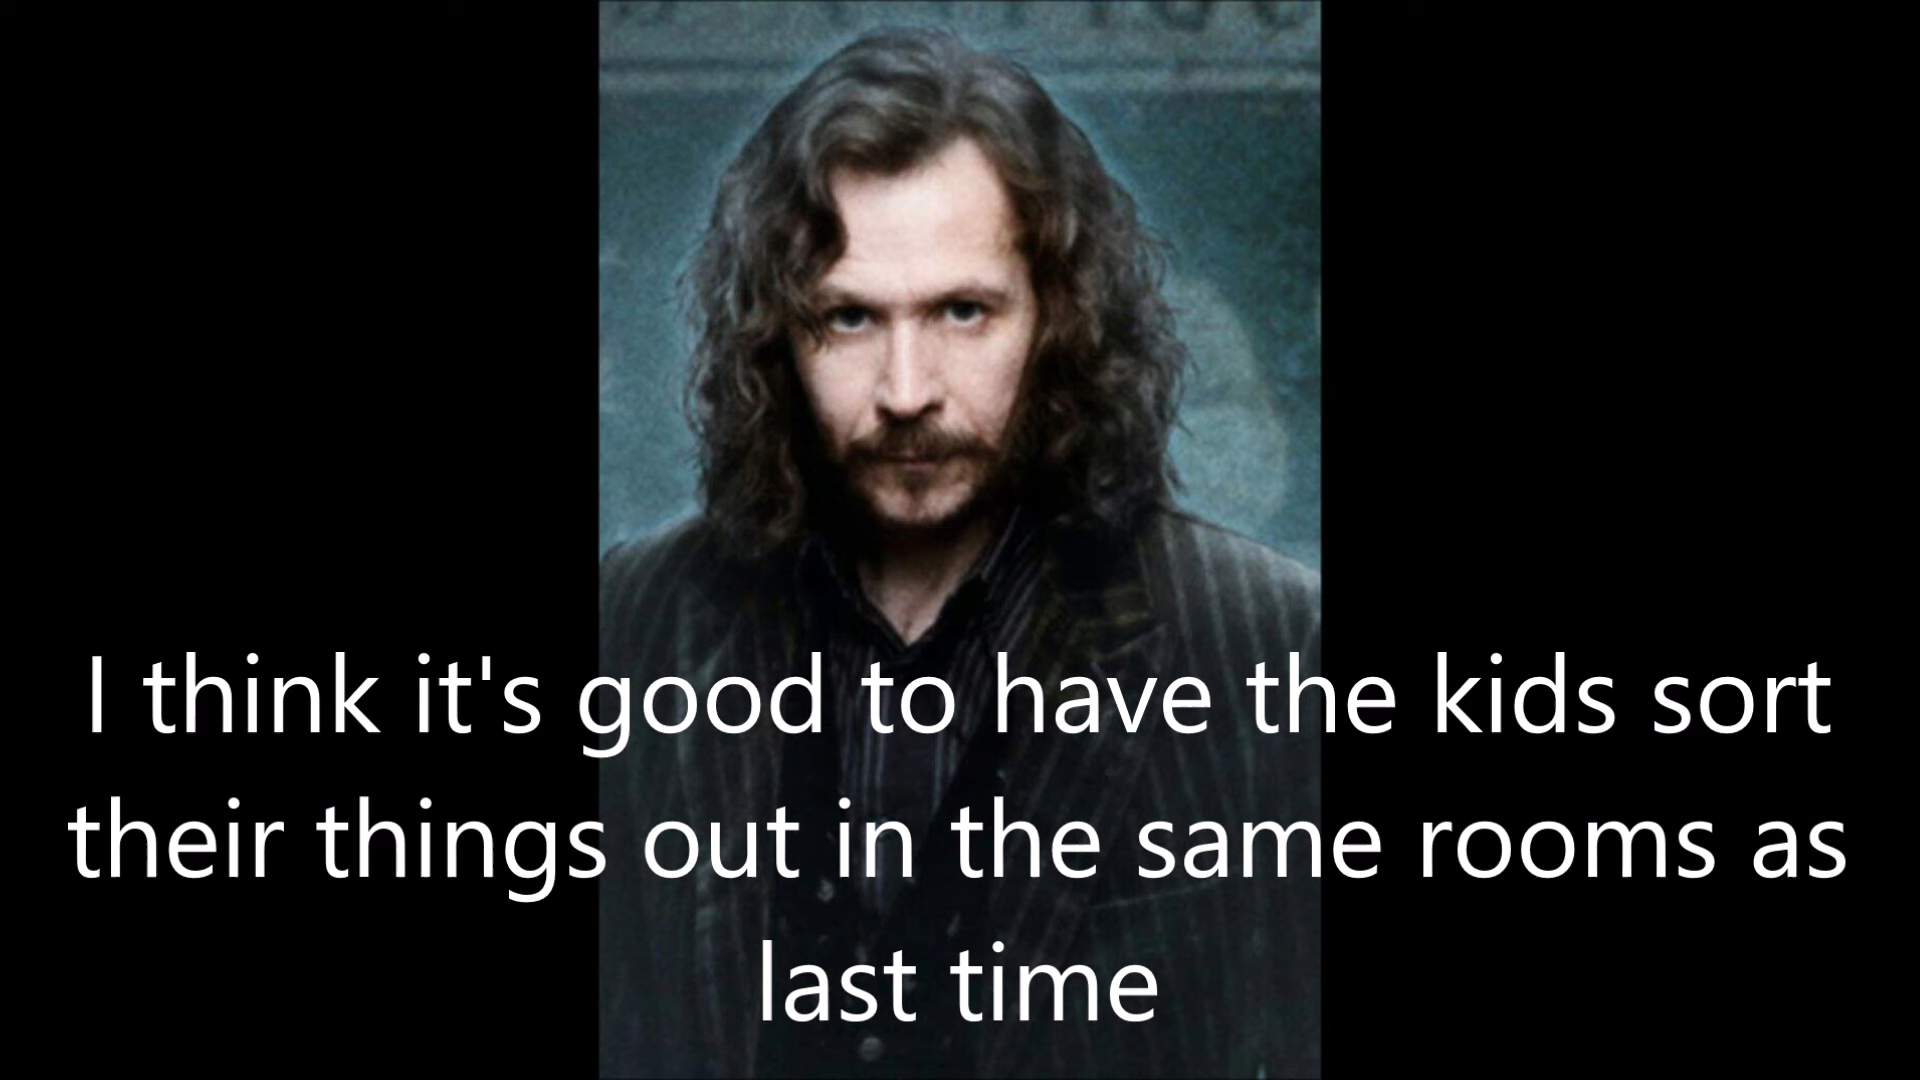 I think it's good to have the kids sort
their things out in the same rooms as
last time